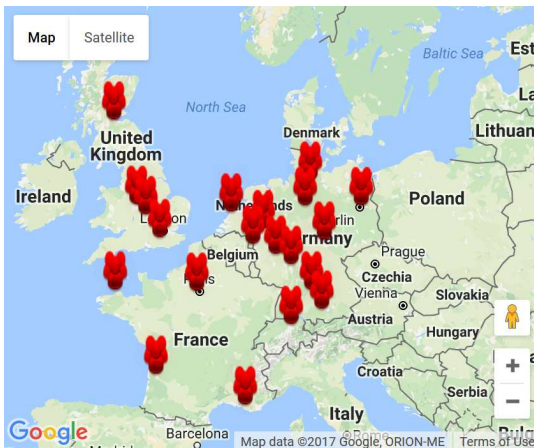 Map
Satellite
Est
Baltic Sea
La
North Sea
Denmark
Lithuan
United
Kingdom
Ireland
Poland
Belgium
Prague
Czechia
Vienna
Slovakia
Austria
Hungary
France
Croatia
Serbia
Italy
Barcelona
Google
Map data ©2017 Google, ORION-ME
Terms of Use